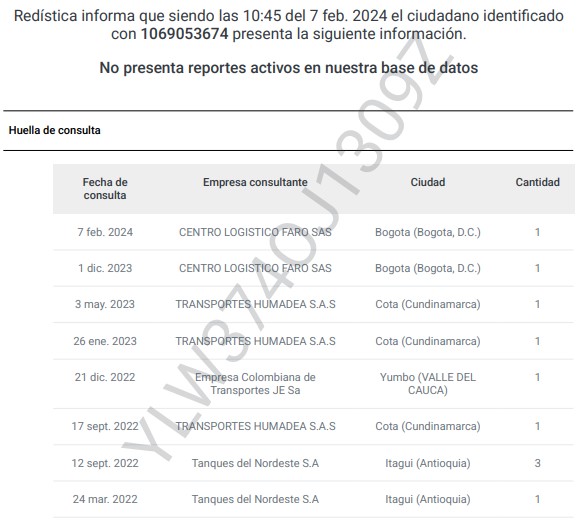 Redística informa que siendo las 10:45 del 7 feb. 2024 el ciudadano identificado
con 1069053674 presenta la siguiente información.
No presenta reportes activos en nuestra base de datos
Huella de consulta
Fecha de consulta Empresa consultante Ciudad Cantidad
7 feb. 2024 CENTRO LOGISTICO FARO SAS Bogota (Bogota, D.C.) 1
1 dic. 2023 CENTRO LOGISTICO FARO SAS Bogota (Bogota, D.C.) 1
3 may. 2023 TRANSPORTES HUMADEA S.A.S Cota (Cundinamarca) 1
26 ene. 2023 TRANSPORTES HUMADEA S.A.S Cota (Cundinamarca) 1
21 dic. 2022 Empresa Colombiana de Transportes JE Sa Yumbo (VALLE DEL CAUCA) 1
17 sept. 2022 TRANSPORTES HUMADEA S.A.S Cota (Cundinamarca) 1
12 sept. 2022 Tanques del Nordeste S.A Itagui (Antioquia) 3
24 mar. 2022 Tanques del Nordeste S.A Itagui (Antioquia) 1
YLW374OJ1309Z